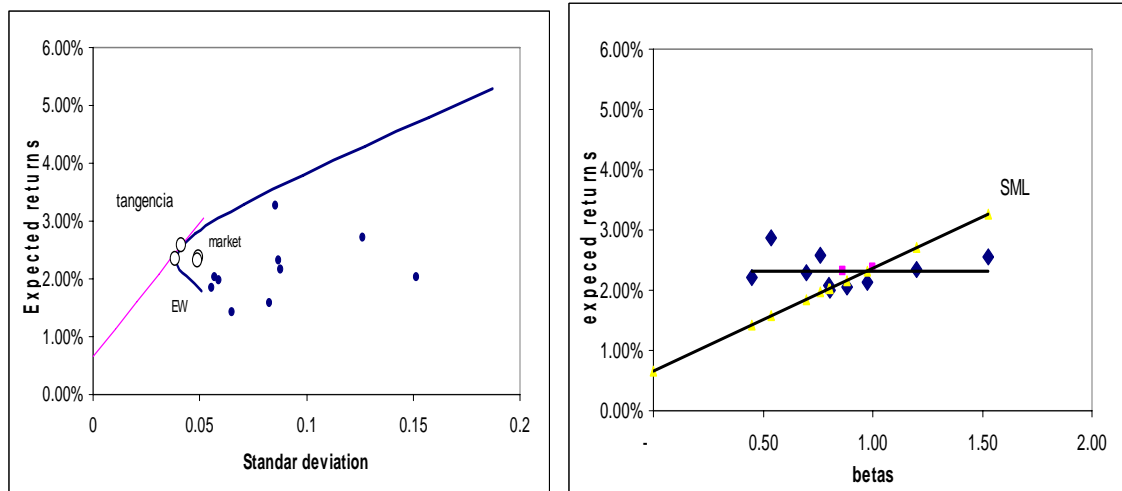 6.00%
5.00%
4.00%
3.00%
2.00%
1.00%
0.00%
Expected returns
tangencia
market
EW
0 0.05 0.1 0.15 0.2
Standar deviation
6.00%
5.00%
4.00%
3.00%
2.00%
1.00%
0.00%
expeced returns
SML
- 0.50 1.00 1.50 2.00
betas